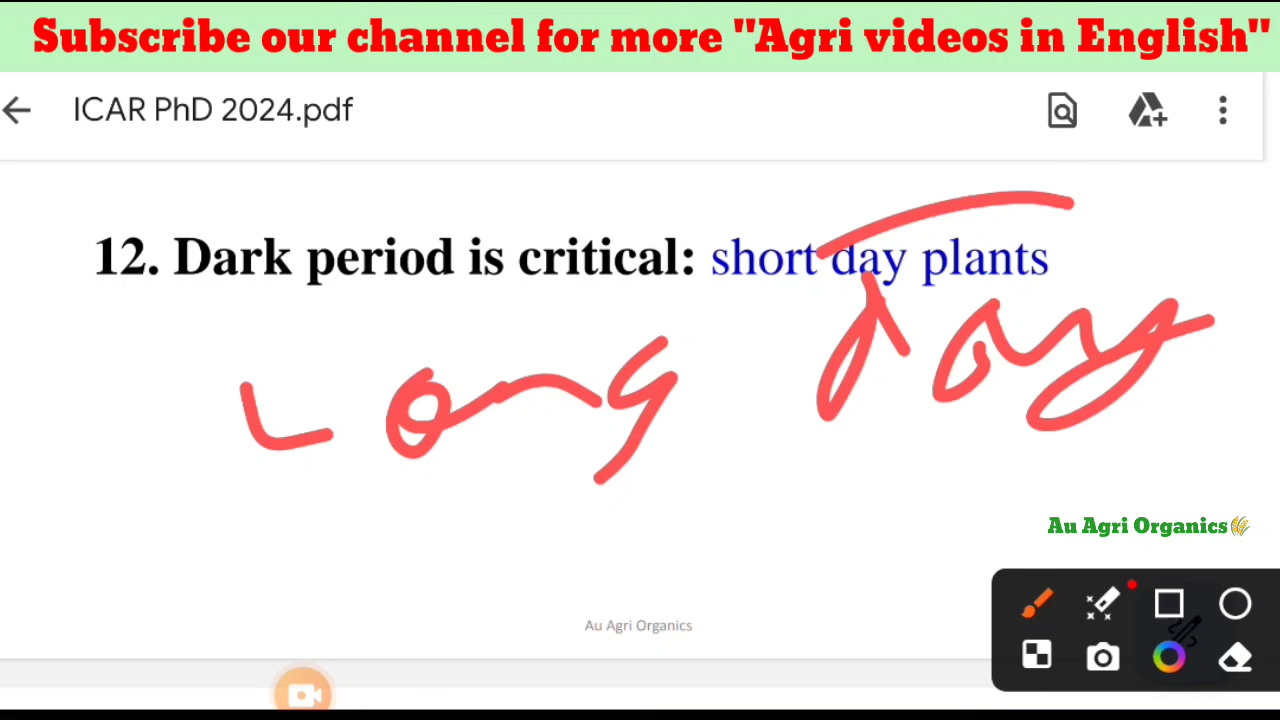 Subscribe our channel for more "Agri videos in English"
ICAR PhD 2024.pdf
12. Dark period is critical: short day plants
Long day
Au Agri Organics
Au Agri Organics